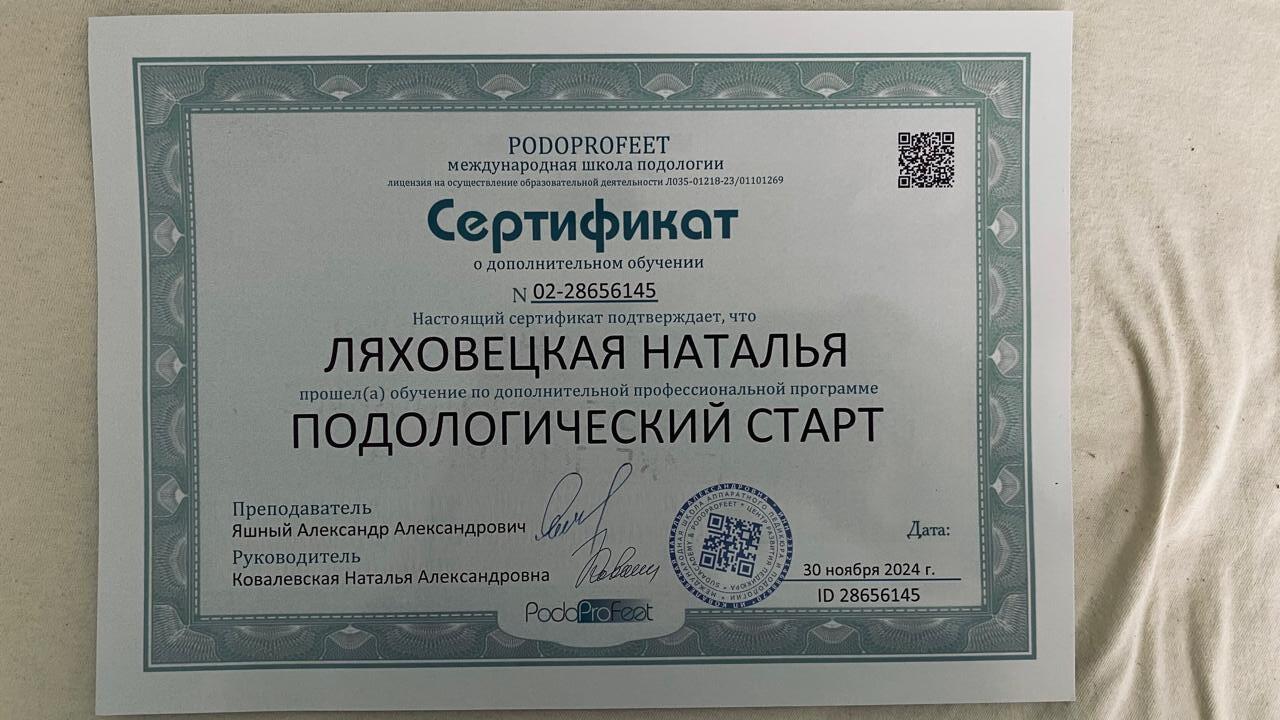 PODOPROFEET
международная школа подологии
лицензия на осуществление образовательной деятельности Л035-01218-23/01101269
Сертификат
о дополнительном обучении
N 02-28656145
Настоящий сертификат подтверждает, что
ЛЯХОВЕЦКАЯ НАТАЛЬЯ
прошел(а) обучение по дополнительной профессиональной программе
ПОДОЛОГИЧЕСКИЙ СТАРТ
Преподаватель
Яшный Александр Александрович
Руководитель
Ковалевская Наталья Александровна
Дата:
30 ноября 2024 г.
ID 28656145
PodoProFeet